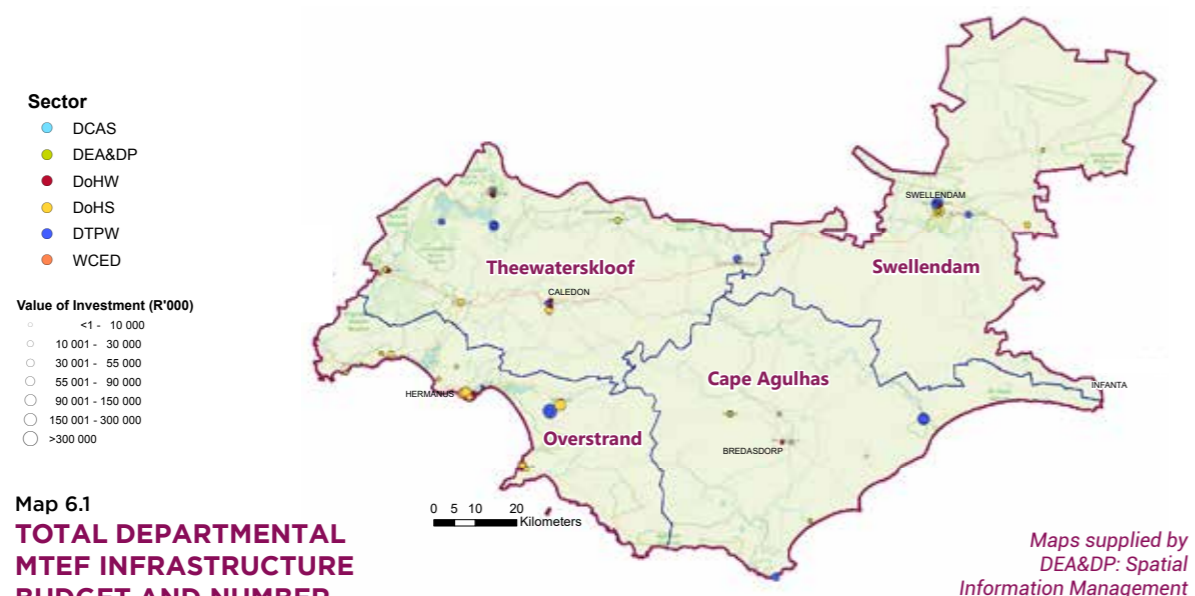 Sector
DCAS
DEA&DP
DoHW
DoHS
DTPW
WCED
Value of Investment (R'000)
<1 - 10 000
10 001 - 30 000
30 001 - 55 000
55 001 - 90 000
90 001 - 150 000
150 001 - 300 000
>300 000
Map 6.1
TOTAL DEPARTMENTAL
MTEF INFRASTRUCTURE
BUDGET AND NUMBER
SWELLENDAM
Theewaterskloof
Swellendam
CALEDON
Cape Agulhas
INFANTA
HERMANUS
Overstrand
BREDASDORP
0 5 10 20
Kilometers
Maps supplied by
DEA&DP: Spatial
Information Management